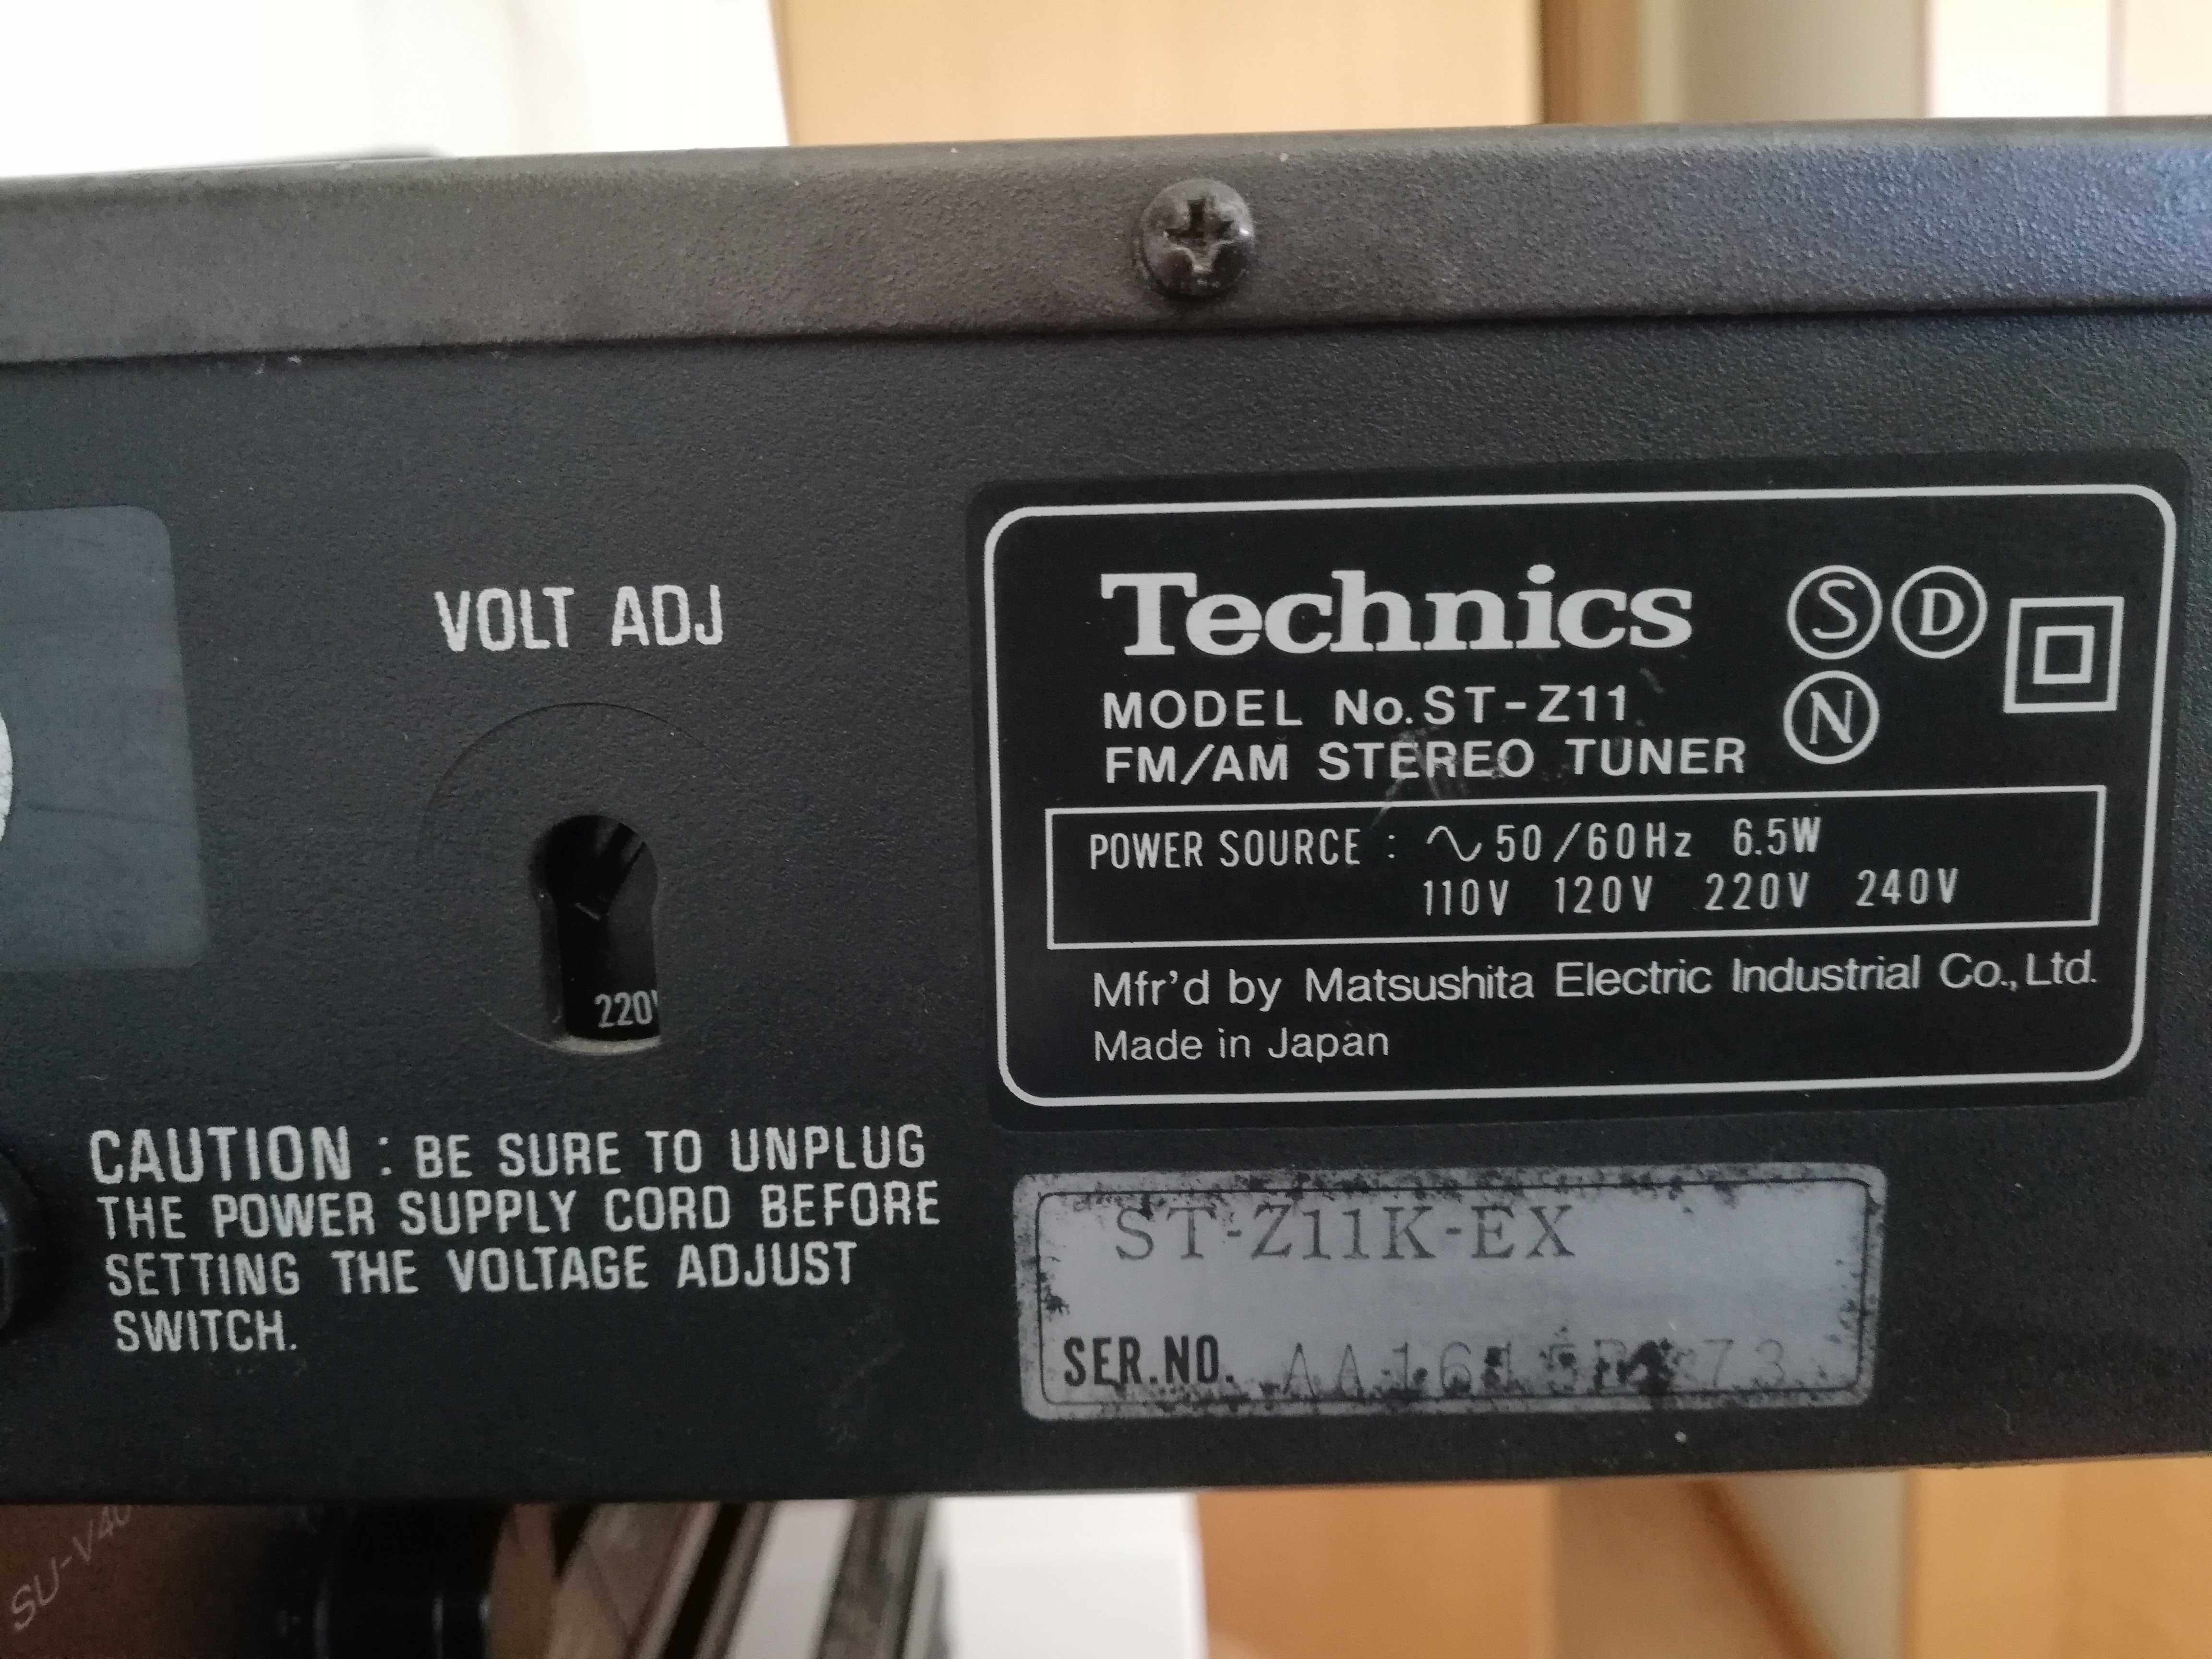 VOLT ADJ
220V
CAUTION : BE SURE TO UNPLUG
THE POWER SUPPLY CORD BEFORE
SETTING THE VOLTAGE ADJUST
SWITCH.
Technics
S D
N
MODEL No. ST-Z11
FM/AM STEREO TUNER
POWER SOURCE : ∿ 50/60Hz 6.5W
110V 120V 220V 240V
Mfr'd by Matsushita Electric Industrial Co., Ltd.
Made in Japan
ST-Z11K-EX
SER.NO.